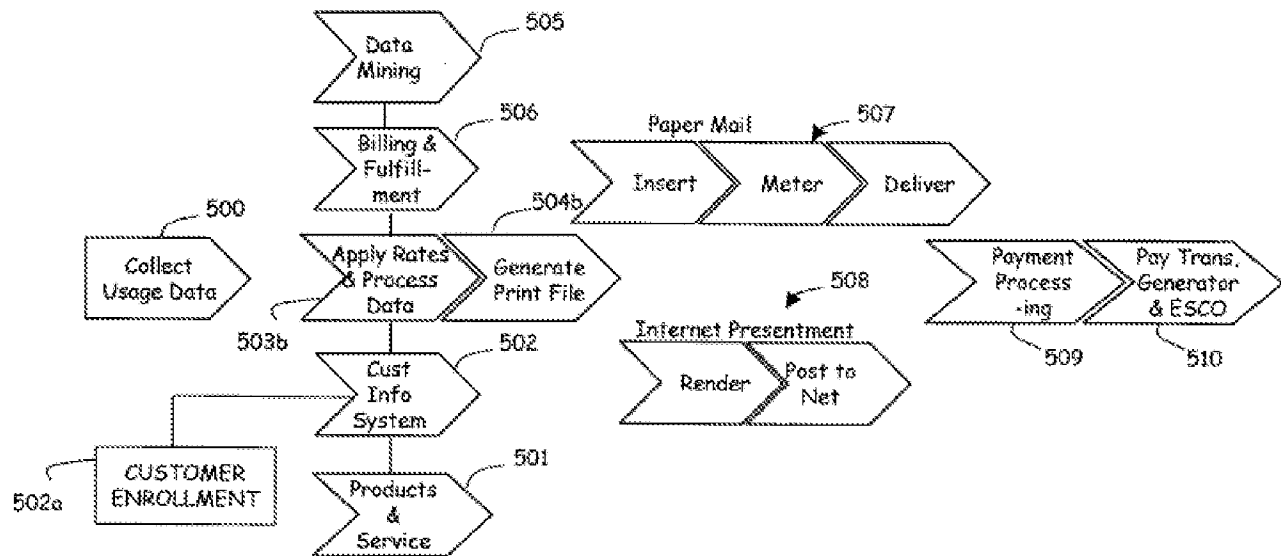 505
Data
Mining
506
Billing &
Fulfill-
ment
Paper Mail
507
Insert
Meter
Deliver
500
Collect
Usage Data
504b
Apply Rates
& Process
Data
Generate
Print File
503b
Payment
Process
-ing
Pay Trans.
Generator
& ESCO
509
510
508
Internet Presentment
Render
Post to
Net
502
Cust
Info
System
CUSTOMER
ENROLLMENT
502a
501
Products
&
Service